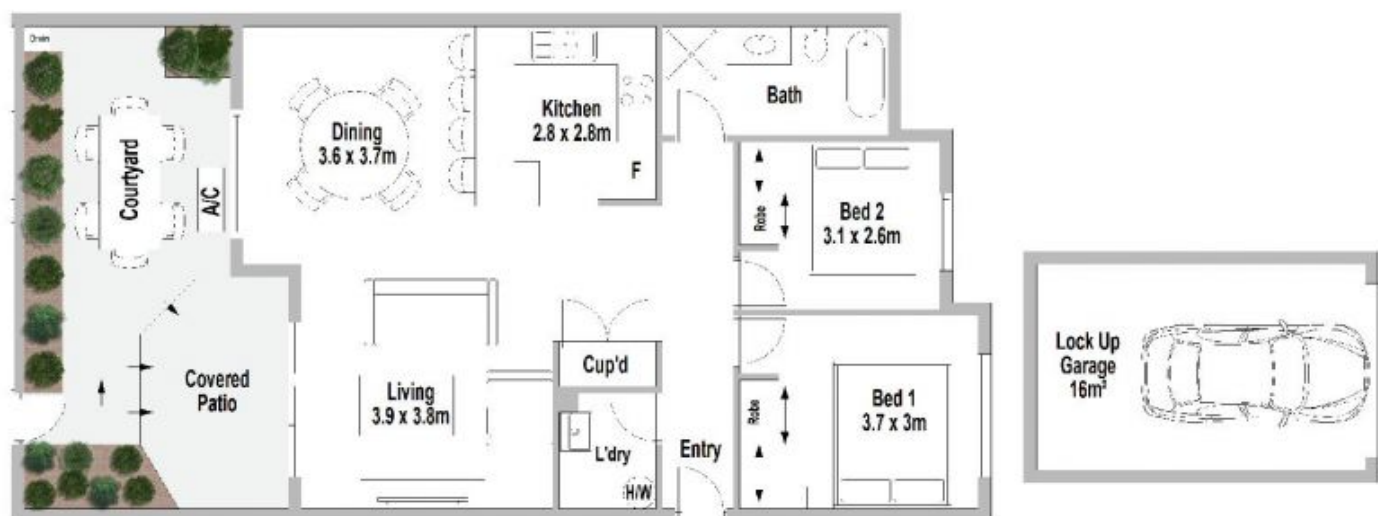 Drain
Courtyard
A/C
Dining
3.6 x 3.7m
Kitchen
2.8 x 2.8m
F
Bath
Robe
Bed 2
3.1 x 2.6m
Covered
Patio
Living
3.9 x 3.8m
Cup'd
L'dry
H/W
Entry
Robe
Bed 1
3.7 x 3m
Lock Up
Garage
16m²